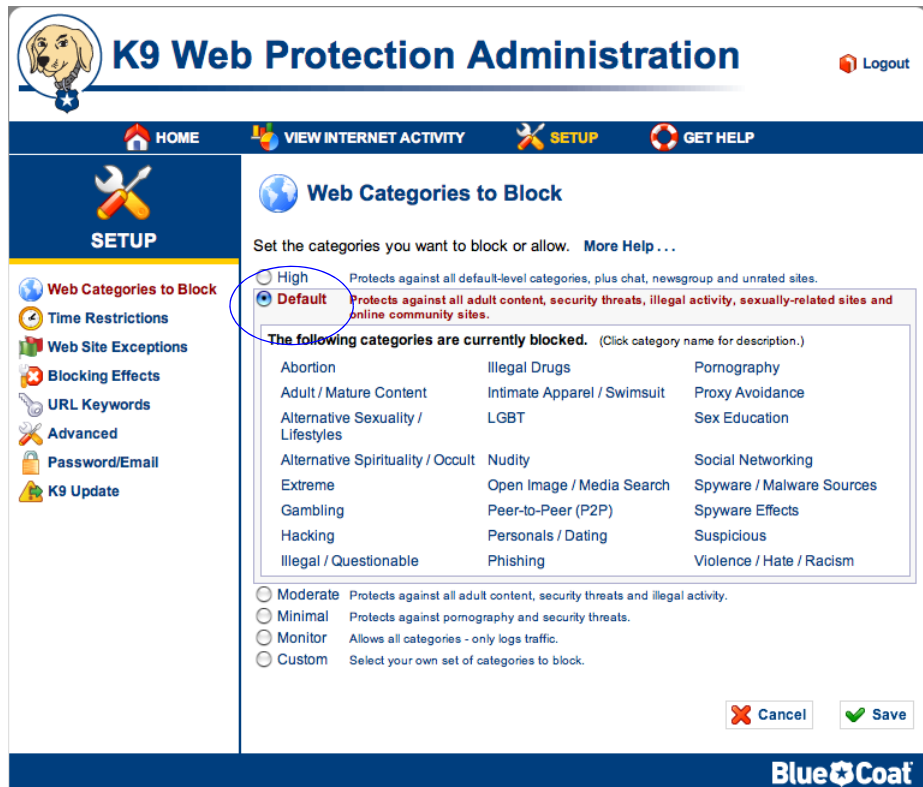 K9 Web Protection Administration
Logout
HOME
VIEW INTERNET ACTIVITY
SETUP
GET HELP
SETUP
Web Categories to Block
Time Restrictions
Web Site Exceptions
Blocking Effects
URL Keywords
Advanced
Password/Email
K9 Update
Web Categories to Block
Set the categories you want to block or allow. More Help . . .
High Protects against all default-level categories, plus chat, newsgroup and unrated sites.
Default Protects against all adult content, security threats, illegal activity, sexually-related sites and
online community sites.
The following categories are currently blocked. (Click category name for description.)
Abortion Illegal Drugs Pornography
Adult / Mature Content Intimate Apparel / Swimsuit Proxy Avoidance
Alternative Sexuality / LGBT Sex Education
Lifestyles
Alternative Spirituality / Occult Nudity Social Networking
Extreme Open Image / Media Search Spyware / Malware Sources
Gambling Peer-to-Peer (P2P) Spyware Effects
Hacking Personals / Dating Suspicious
Illegal / Questionable Phishing Violence / Hate / Racism
Moderate Protects against all adult content, security threats and illegal activity.
Minimal Protects against pornography and security threats.
Monitor Allows all categories - only logs traffic.
Custom Select your own set of categories to block.
Cancel
Save
Blue Coat